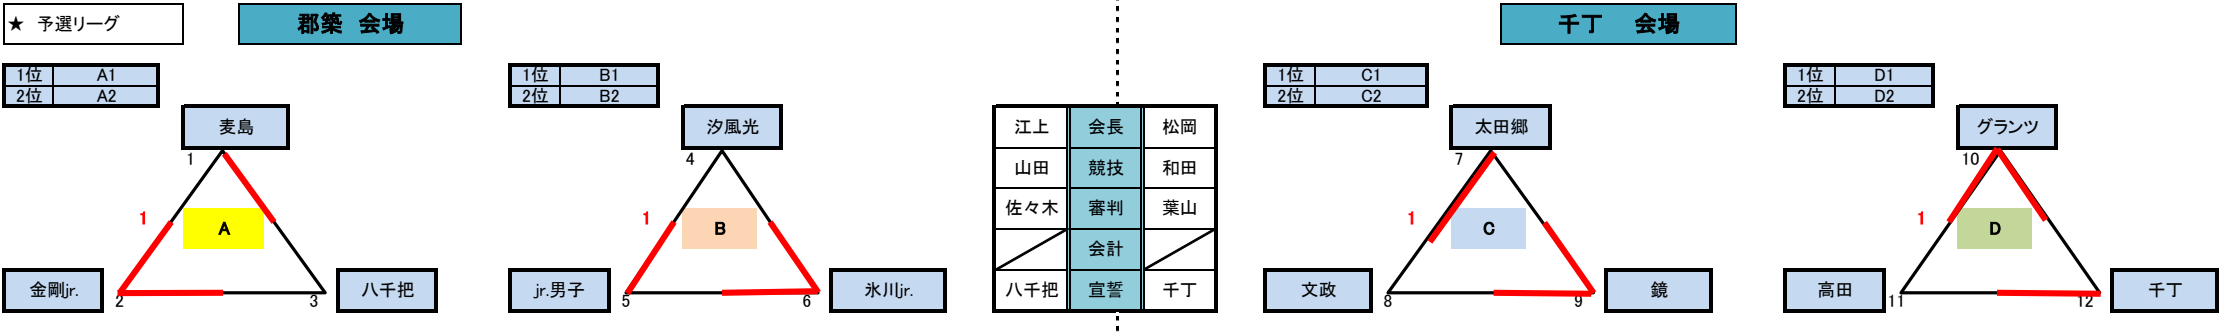 ★ 予選リーグ
郡築 会場
千丁 会場
1位 A1
2位 A2
1位 B1
2位 B2
1位 C1
2位 C2
1位 D1
2位 D2
麦島
1
1
A
金剛jr.
2
3
八千把
汐風光
4
1
B
jr.男子
5
6
氷川jr.
江上 会長 松岡
山田 競技 和田
佐々木 審判 葉山
会計
八千把 宣誓 千丁
太田郷
7
1
C
文政
8
9
鏡
グランツ
10
1
D
高田
11
12
千丁